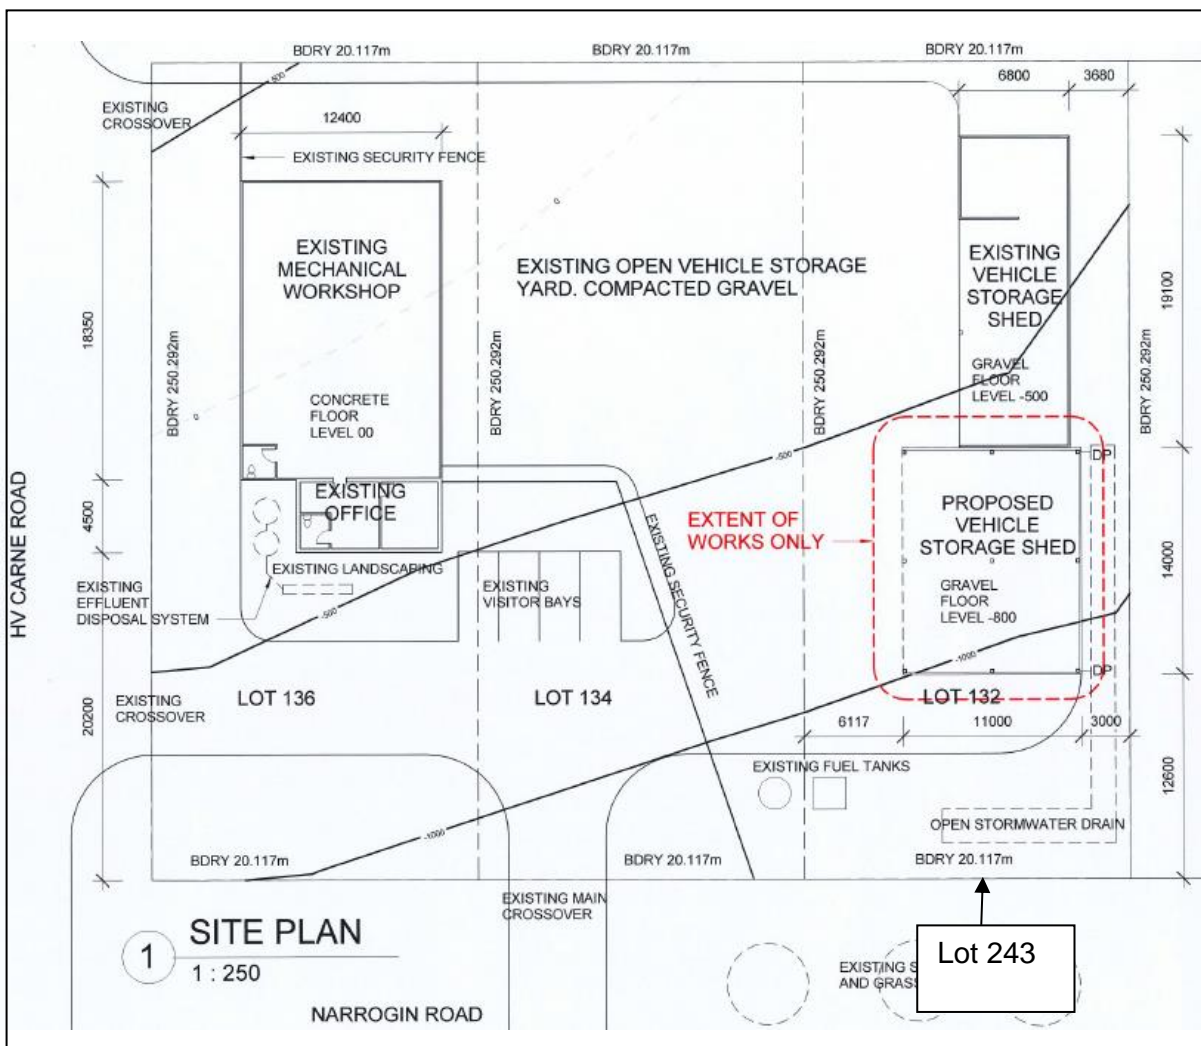 BDRY 20.117m
BDRY 20.117m
BDRY 20.117m
6800
3680
EXISTING
CROSSOVER
-500
12400
EXISTING SECURITY FENCE
EXISTING
MECHANICAL
WORKSHOP
EXISTING OPEN VEHICLE STORAGE
YARD. COMPACTED GRAVEL
EXISTING
VEHICLE
STORAGE
SHED
19100
18350
BDRY 250.292m
BDRY 250.292m
BDRY 250.292m
BDRY 250.292m
CONCRETE
FLOOR
LEVEL 00
GRAVEL
FLOOR
LEVEL -500
-500
DP
HV CARNE ROAD
4500
EXISTING
OFFICE
EXTENT OF
WORKS ONLY
PROPOSED
VEHICLE
STORAGE SHED
14000
EXISTING SECURITY FENCE
EXISTING LANDSCAPING
EXISTING
VISITOR BAYS
EXISTING
EFFLUENT
DISPOSAL SYSTEM
-500
GRAVEL
FLOOR
LEVEL -800
-1000
DP
LOT 136
LOT 134
LOT 132
EXISTING
CROSSOVER
20200
6117
11000
3000
EXISTING FUEL TANKS
12600
-1000
OPEN STORMWATER DRAIN
BDRY 20.117m
BDRY 20.117m
BDRY 20.117m
EXISTING MAIN
CROSSOVER
1
SITE PLAN
1 : 250
Lot 243
EXISTING
AND
NARROGIN ROAD